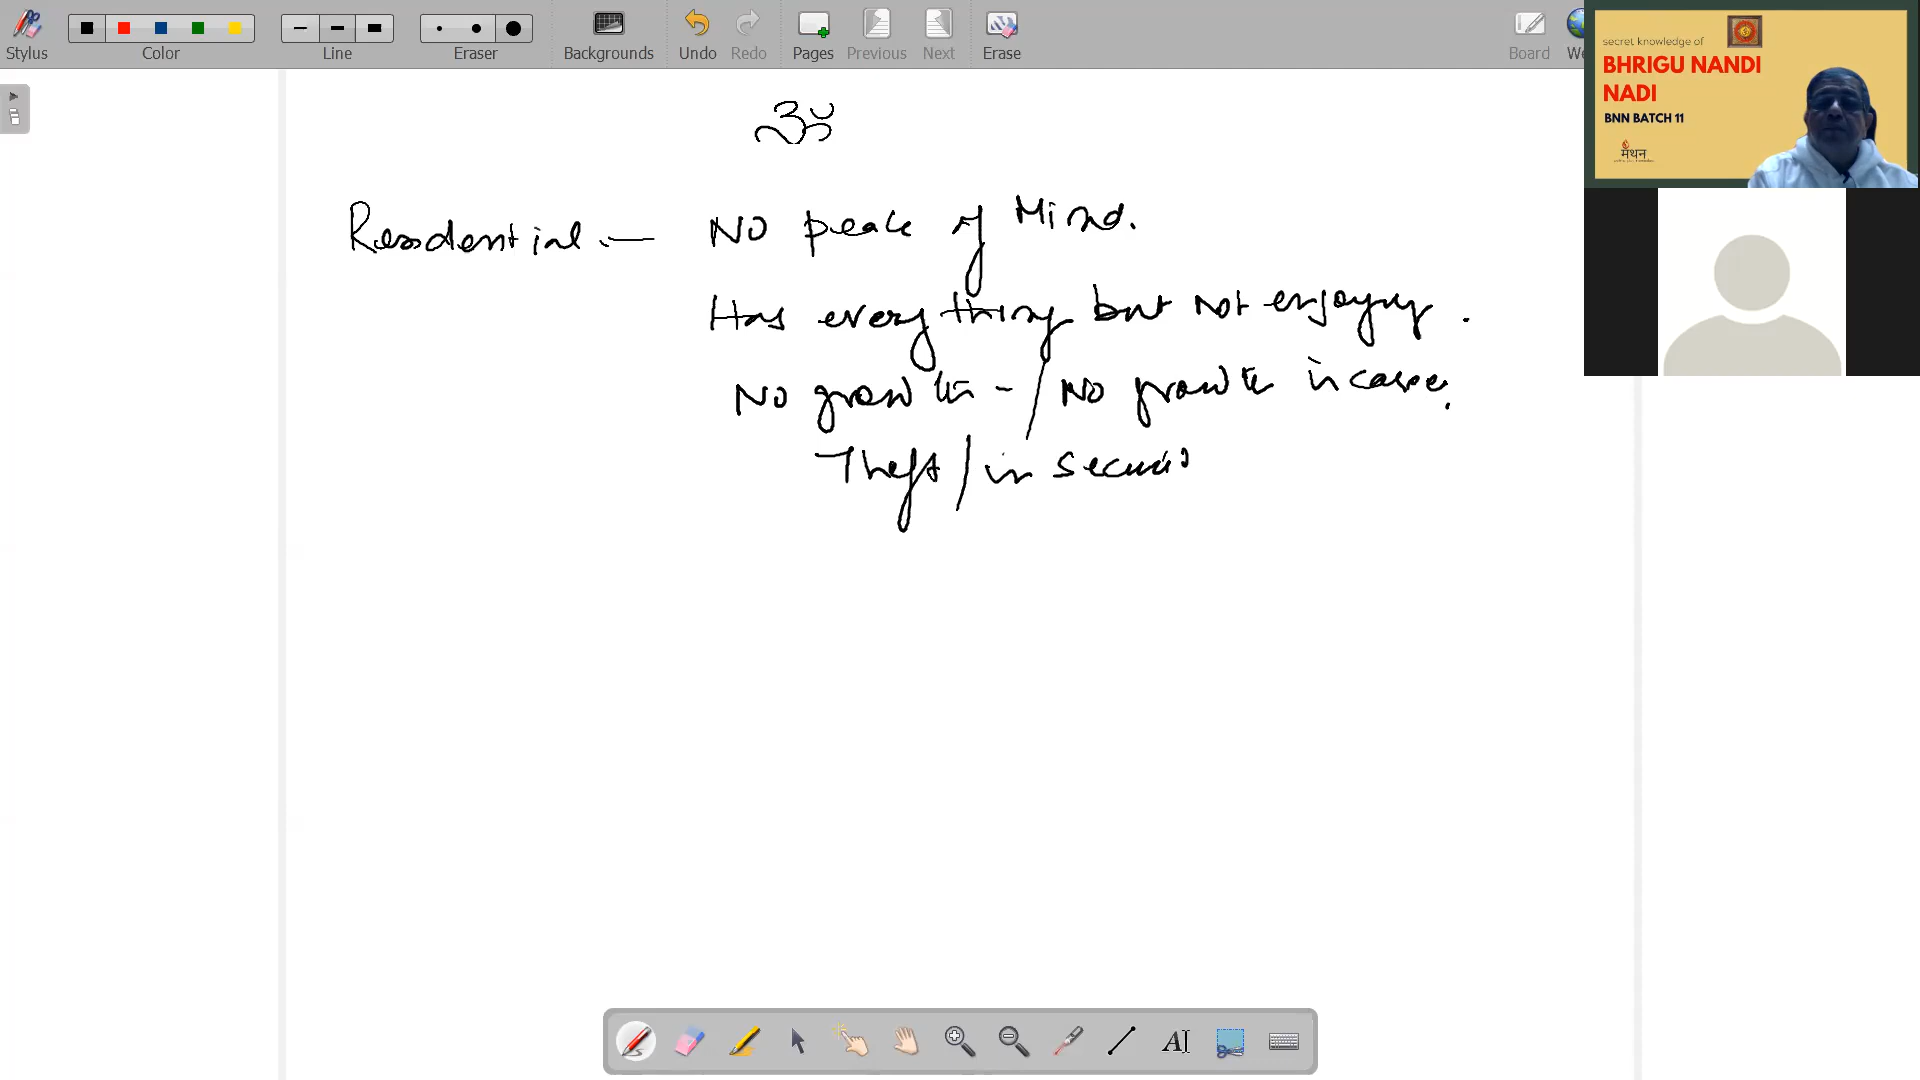 Stylus
Color
Line
Eraser
Backgrounds
Undo
Redo
Pages
Previous
Next
Erase
Board
We
secret knowledge of
BHRIGU NANDI
NADI
BNN BATCH 11
मंथन
ॐ
Residential :— NO peace of Mind.
Has everything but not enjoying.
No growth - / No growth in career.
Theft / in secur